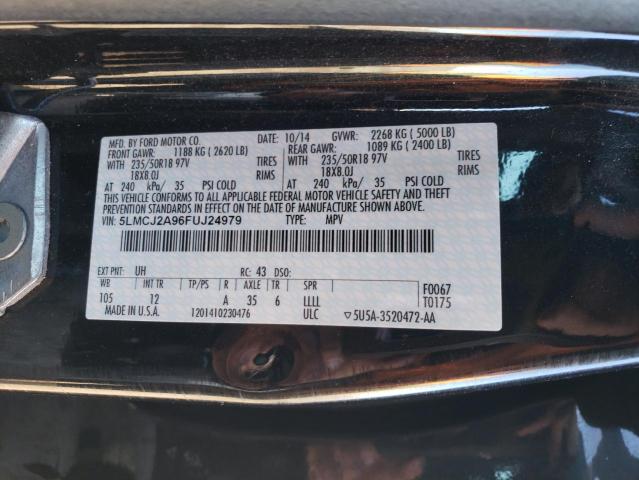 MFD. BY FORD MOTOR CO. DATE: 10/14 GVWR: 2268 KG ( 5000 LB)
FRONT GAWR: 1188 KG ( 2620 LB) REAR GAWR: 1089 KG ( 2400 LB)
WITH 235/50R18 97V TIRES WITH 235/50R18 97V TIRES
18X8.0J RIMS 18X8.0J RIMS
AT 240 kPa/ 35 PSI COLD AT 240 kPa/ 35 PSI COLD
THIS VEHICLE CONFORMS TO ALL APPLICABLE FEDERAL MOTOR VEHICLE SAFETY AND THEFT
PREVENTION STANDARDS IN EFFECT ON THE DATE OF MANUFACTURE SHOWN ABOVE.
VIN: 5LMCJ2A96FUJ24979 TYPE: MPV
EXT PNT: UH RC: 43 DSO:
WB INT TR TP/PS R AXLE TR SPR F0067
105 12 A 35 6 LLLL T0175
MADE IN U.S.A. 1201410230476 ULC ▽5U5A-3520472-AA